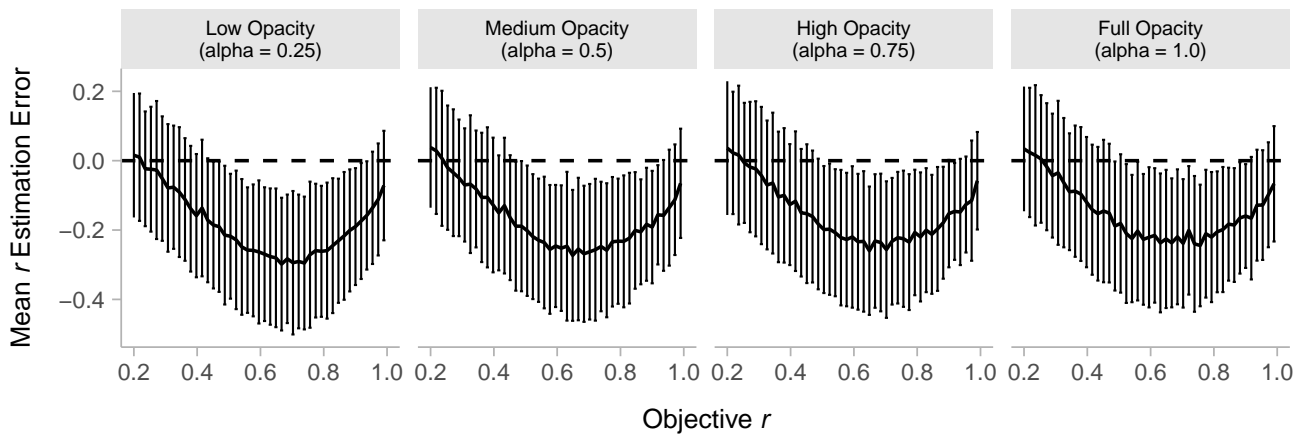 Low Opacity
(alpha = 0.25)
Medium Opacity
(alpha = 0.5)
High Opacity
(alpha = 0.75)
Full Opacity
(alpha = 1.0)
Mean r Estimation Error
0.2
0.0
−0.2
−0.4
0.2 0.4 0.6 0.8 1.0
0.2 0.4 0.6 0.8 1.0
0.2 0.4 0.6 0.8 1.0
0.2 0.4 0.6 0.8 1.0
Objective r